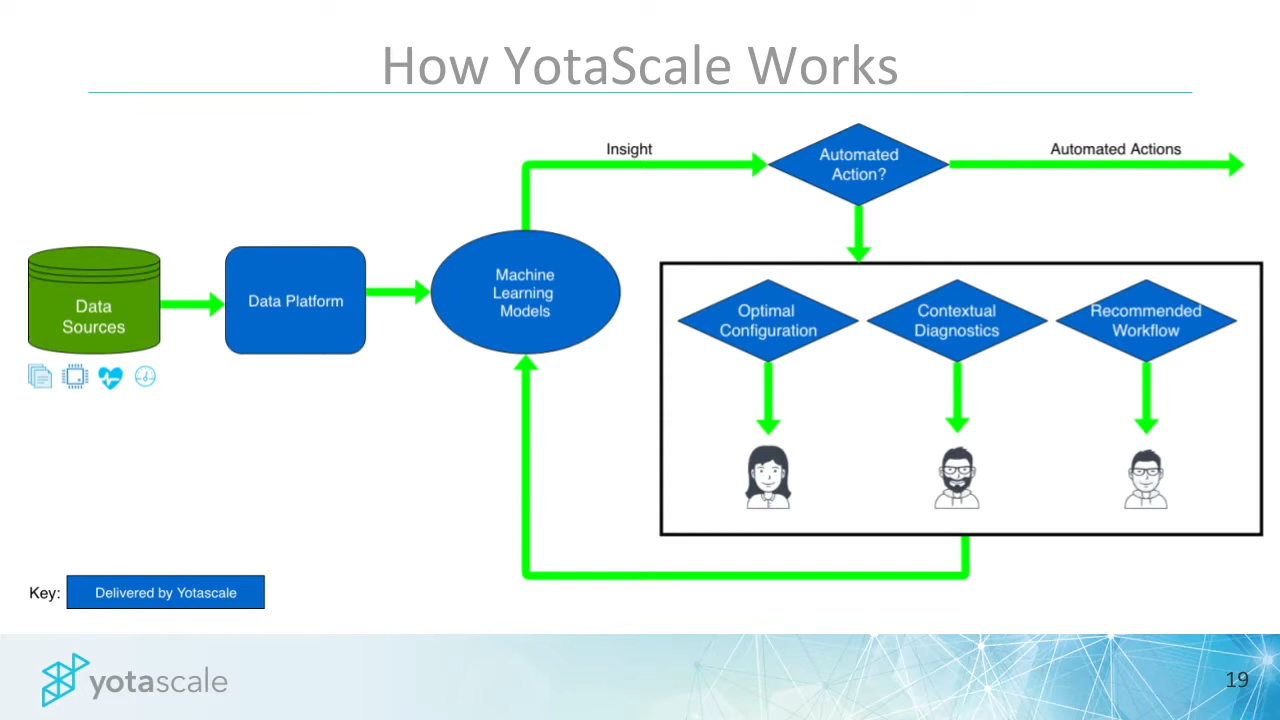 How YotaScale Works
Insight
Automated
Action?
Automated Actions
Data
Sources
Data Platform
Machine
Learning
Models
Optimal
Configuration
Contextual
Diagnostics
Recommended
Workflow
Key:
Delivered by Yotascale
yotascale
19